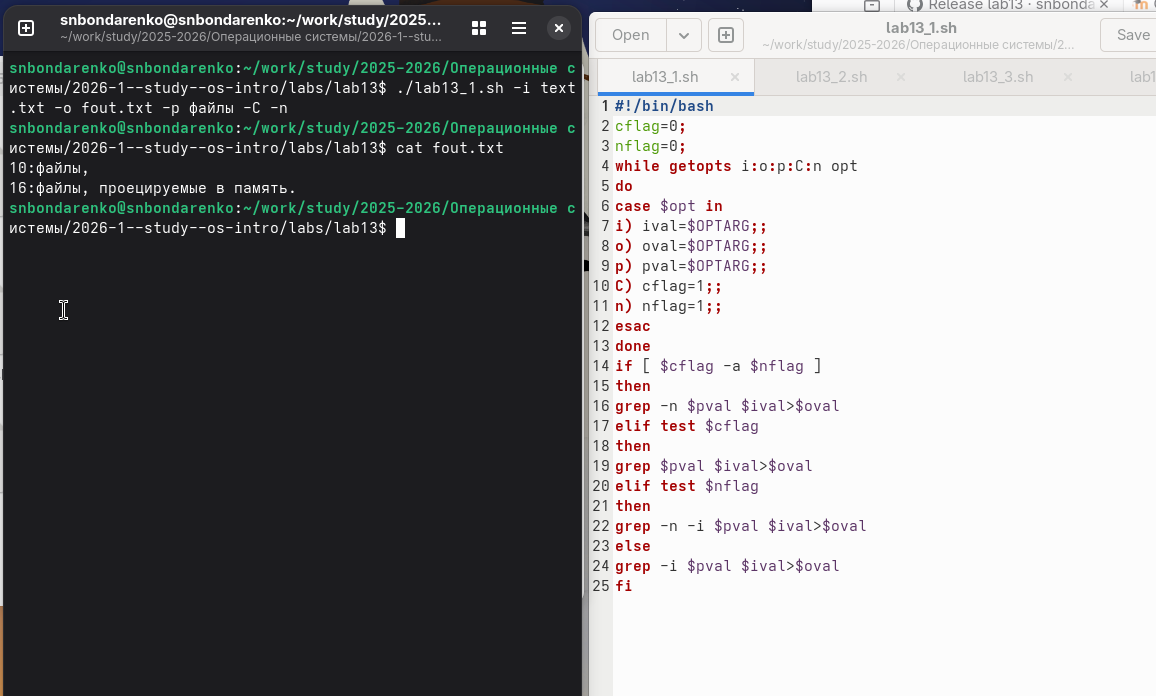 snbondarenko@snbondarenko:~/work/study/2025...
~/work/study/2025-2026/Операционные системы/2026-1--stu...
snbondarenko@snbondarenko:~/work/study/2025-2026/Операционные с
истемы/2026-1--study--os-intro/labs/lab13$ ./lab13_1.sh -i text
.txt -o fout.txt -p файлы -C -n
snbondarenko@snbondarenko:~/work/study/2025-2026/Операционные с
истемы/2026-1--study--os-intro/labs/lab13$ cat fout.txt
10:файлы,
16:файлы, проецируемые в память.
snbondarenko@snbondarenko:~/work/study/2025-2026/Операционные с
истемы/2026-1--study--os-intro/labs/lab13$
Release lab13 · snbonda
Open
lab13_1.sh
~/work/study/2025-2026/Операционные системы/2...
Save
lab13_1.sh
lab13_2.sh
lab13_3.sh
lab1
1 #!/bin/bash
2 cflag=0;
3 nflag=0;
4 while getopts i:o:p:C:n opt
5 do
6 case $opt in
7 i) ival=$OPTARG;;
8 o) oval=$OPTARG;;
9 p) pval=$OPTARG;;
10 C) cflag=1;;
11 n) nflag=1;;
12 esac
13 done
14 if [ $cflag -a $nflag ]
15 then
16 grep -n $pval $ival>$oval
17 elif test $cflag
18 then
19 grep $pval $ival>$oval
20 elif test $nflag
21 then
22 grep -n -i $pval $ival>$oval
23 else
24 grep -i $pval $ival>$oval
25 fi